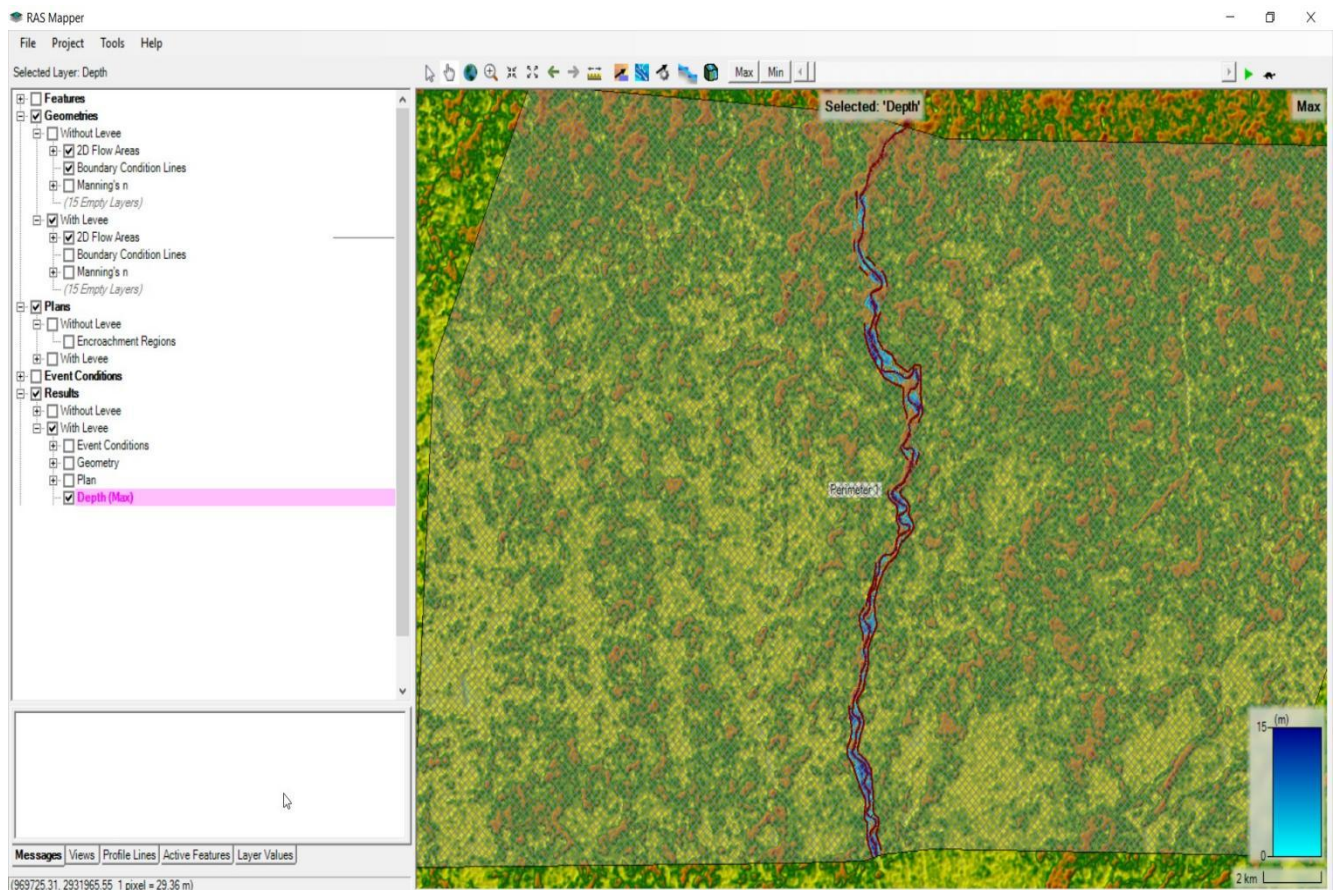 RAS Mapper
File Project Tools Help
Selected Layer: Depth
Max Min
Features
Geometries
Without Levee
2D Flow Areas
Boundary Condition Lines
Manning's n
(15 Empty Layers)
With Levee
2D Flow Areas
Boundary Condition Lines
Manning's n
(15 Empty Layers)
Plans
Without Levee
Encroachment Regions
With Levee
Event Conditions
Results
Without Levee
With Levee
Event Conditions
Geometry
Plan
Depth (Max)
Selected: 'Depth'
Max
Perimeter 1
15 (m)
0
2 km
Messages Views Profile Lines Active Features Layer Values
(969725.31, 2931965.55 1 pixel = 29.36 m)